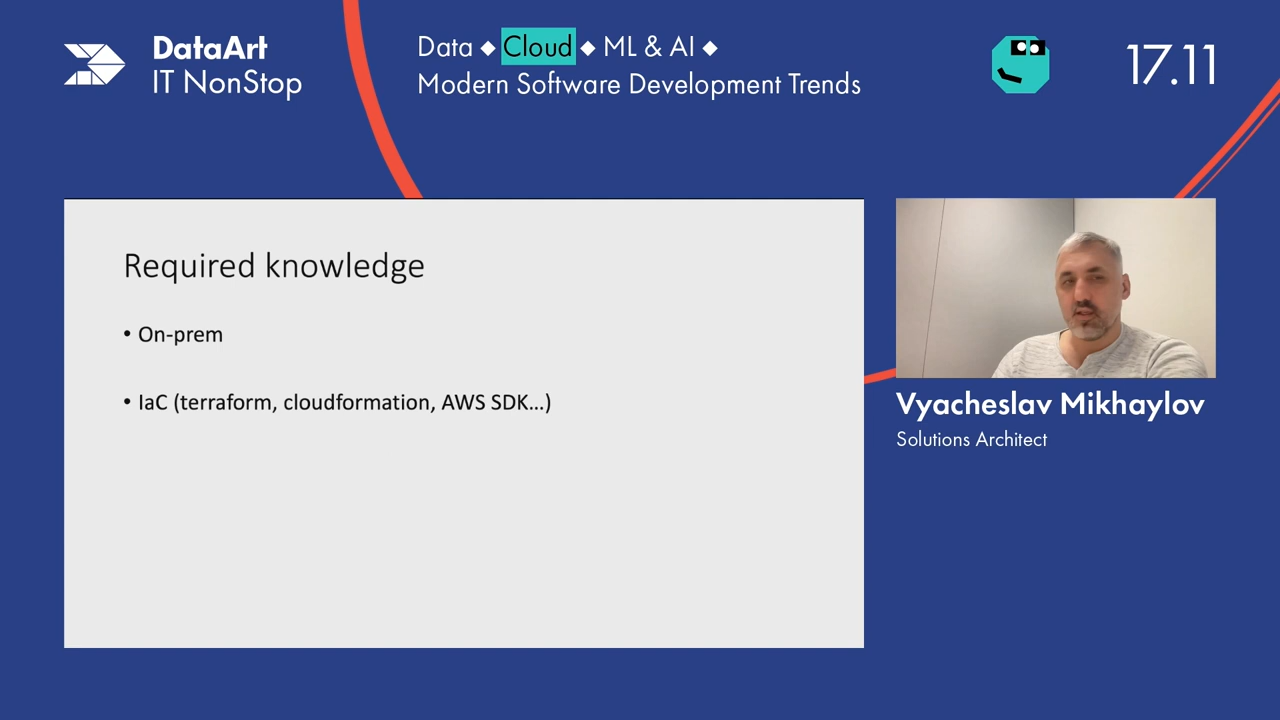 DataArt
IT NonStop
Data ◆ Cloud ◆ ML & AI ◆
Modern Software Development Trends
17.11
Required knowledge
• On-prem
• IaC (terraform, cloudformation, AWS SDK...)
Vyacheslav Mikhaylov
Solutions Architect